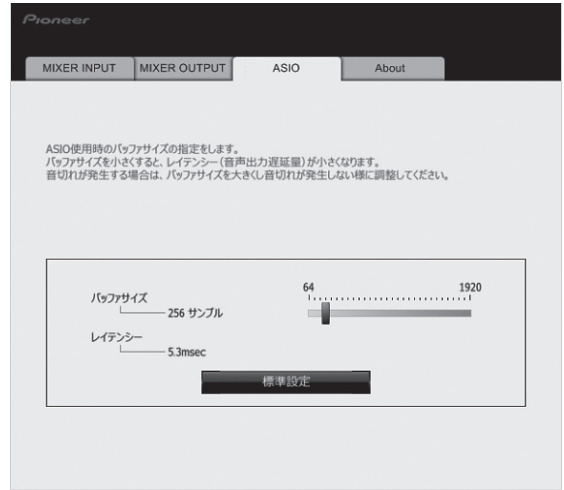 Pioneer
MIXER INPUT MIXER OUTPUT ASIO About
ASIO使用時のバッファサイズの指定をします。
バッファサイズを小さくすると、レイテンシー(音声出力遅延量)が小さくなります。
音切れが発生する場合は、バッファサイズを大きくし音切れが発生しない様に調整してください。
64 1920
バッファサイズ
256 サンプル
レイテンシー
5.3msec
標準設定